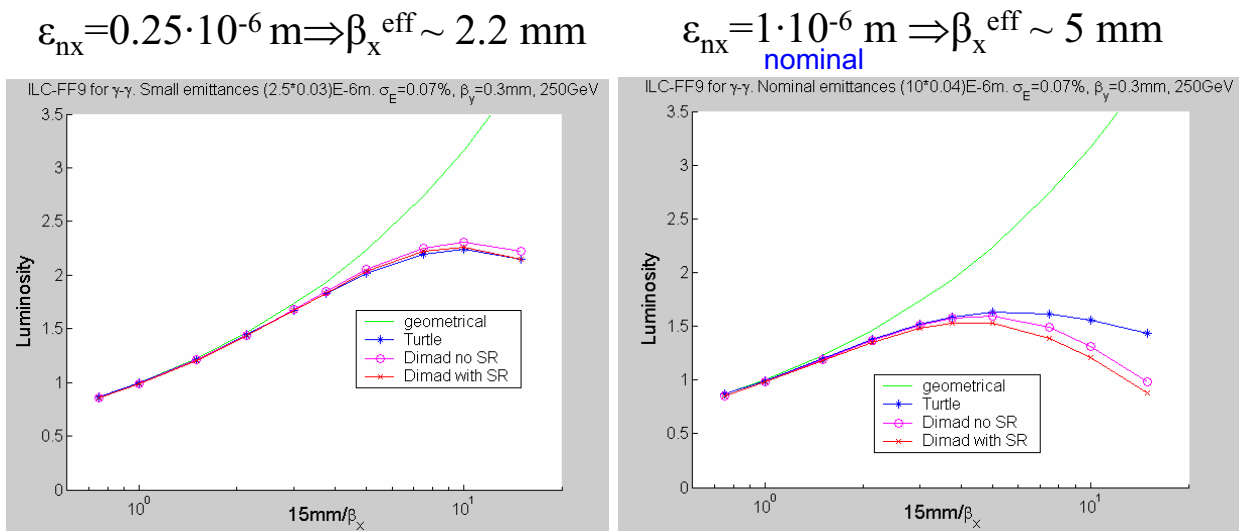 εnx=0.25·10-6 m⇒βxeff ~ 2.2 mm
εnx=1·10-6 m ⇒βxeff ~ 5 mm
nominal
ILC-FF9 for γ-γ. Small emittances (2.5*0.03)E-6m. σE=0.07%, βy=0.3mm, 250GeV
3.5
3
2.5
2
1.5
1
0.5
0
Luminosity
geometrical
Turtle
Dimad no SR
Dimad with SR
100
101
15mm/βx
ILC-FF9 for γ-γ. Nominal emittances (10*0.04)E-6m. σE=0.07%, βy=0.3mm, 250GeV
3.5
3
2.5
2
1.5
1
0.5
0
Luminosity
geometrical
Turtle
Dimad no SR
Dimad with SR
100
101
15mm/βx